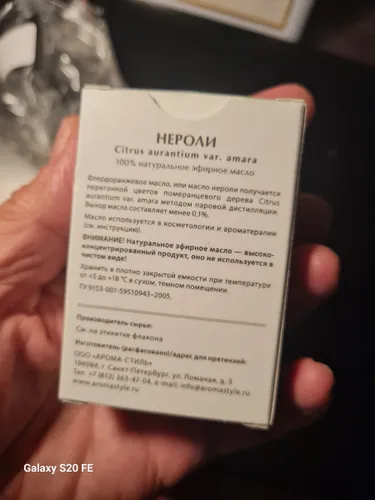 НЕРОЛИ
Citrus aurantium var. amara
100% натуральное эфирное масло
Флердоранжевое масло, или масло нероли получается
перегонкой цветов померанцевого дерева Citrus
aurantium var. amara методом паровой дистилляции.
Выход масла составляет менее 0,1%.
Масло используется в косметологии и ароматерапии
(см. инструкцию).
ВНИМАНИЕ! Натуральное эфирное масло — высоко-
концентрированный продукт, оно не используется в
чистом виде!
Хранить в плотно закрытой емкости при температуре
от +5 до +18 °C в сухом, темном помещении.
ТУ 9153-001-59510943-2005.
Производитель сырья:
См. на этикетке флакона
Изготовитель (расфасовано)/адрес для претензий:
ООО «АРОМА-СТИЛЬ»
196084, г. Санкт-Петербург, ул. Ломаная, д. 5
Тел: +7 (812) 363-47-04, e-mail: info@aromastyle.ru
www.aromastyle.ru
Galaxy S20 FE